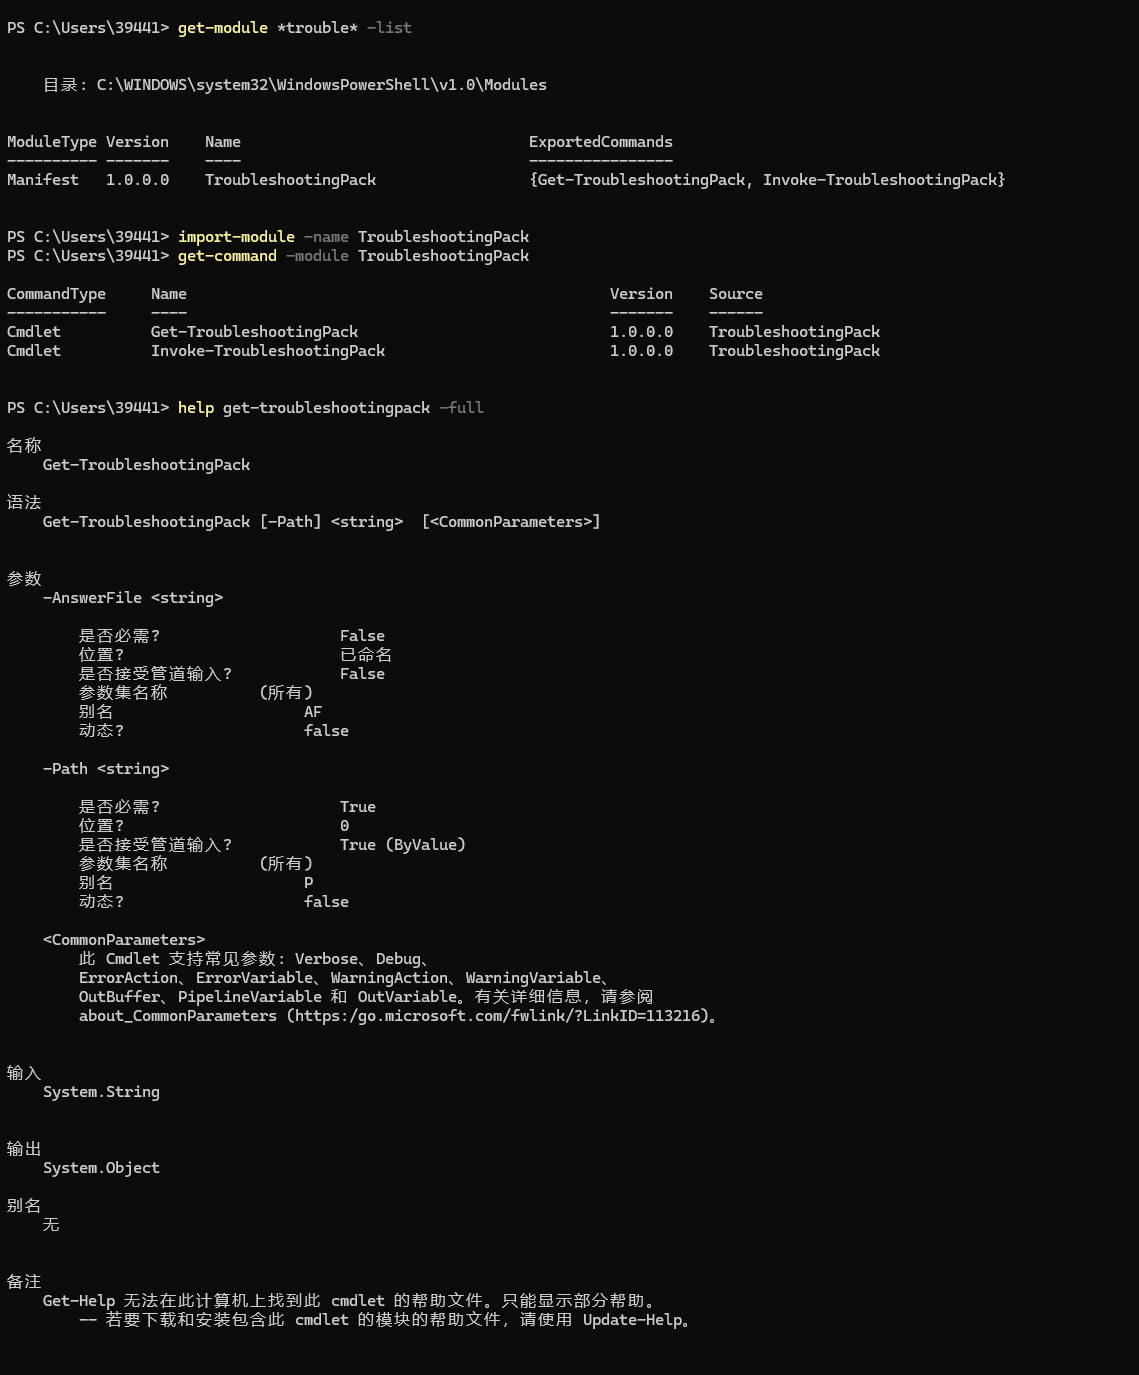 PS C:\Users\39441> get-module *trouble* -list
目录: C:\WINDOWS\system32\WindowsPowerShell\v1.0\Modules
ModuleType Version    Name                                ExportedCommands
---------- -------    ----                                ----------------
Manifest   1.0.0.0    TroubleshootingPack                 {Get-TroubleshootingPack, Invoke-TroubleshootingPack}
PS C:\Users\39441> import-module -name TroubleshootingPack
PS C:\Users\39441> get-command -module TroubleshootingPack
CommandType     Name                                               Version    Source
-----------     ----                                               -------    ------
Cmdlet          Get-TroubleshootingPack                            1.0.0.0    TroubleshootingPack
Cmdlet          Invoke-TroubleshootingPack                         1.0.0.0    TroubleshootingPack
PS C:\Users\39441> help get-troubleshootingpack -full
名称
Get-TroubleshootingPack
语法
Get-TroubleshootingPack [-Path] <string>  [<CommonParameters>]
参数
-AnswerFile <string>
是否必需?                    False
位置?                        已命名
是否接受管道输入?            False
参数集名称          (所有)
别名                     AF
动态?                    false
-Path <string>
是否必需?                    True
位置?                        0
是否接受管道输入?            True (ByValue)
参数集名称          (所有)
别名                     P
动态?                    false
<CommonParameters>
此 Cmdlet 支持常见参数: Verbose、Debug、
ErrorAction、ErrorVariable、WarningAction、WarningVariable、
OutBuffer、PipelineVariable 和 OutVariable。有关详细信息，请参阅
about_CommonParameters (https:/go.microsoft.com/fwlink/?LinkID=113216)。
输入
System.String
输出
System.Object
别名
无
备注
Get-Help 无法在此计算机上找到此 cmdlet 的帮助文件。只能显示部分帮助。
-- 若要下载和安装包含此 cmdlet 的模块的帮助文件，请使用 Update-Help。